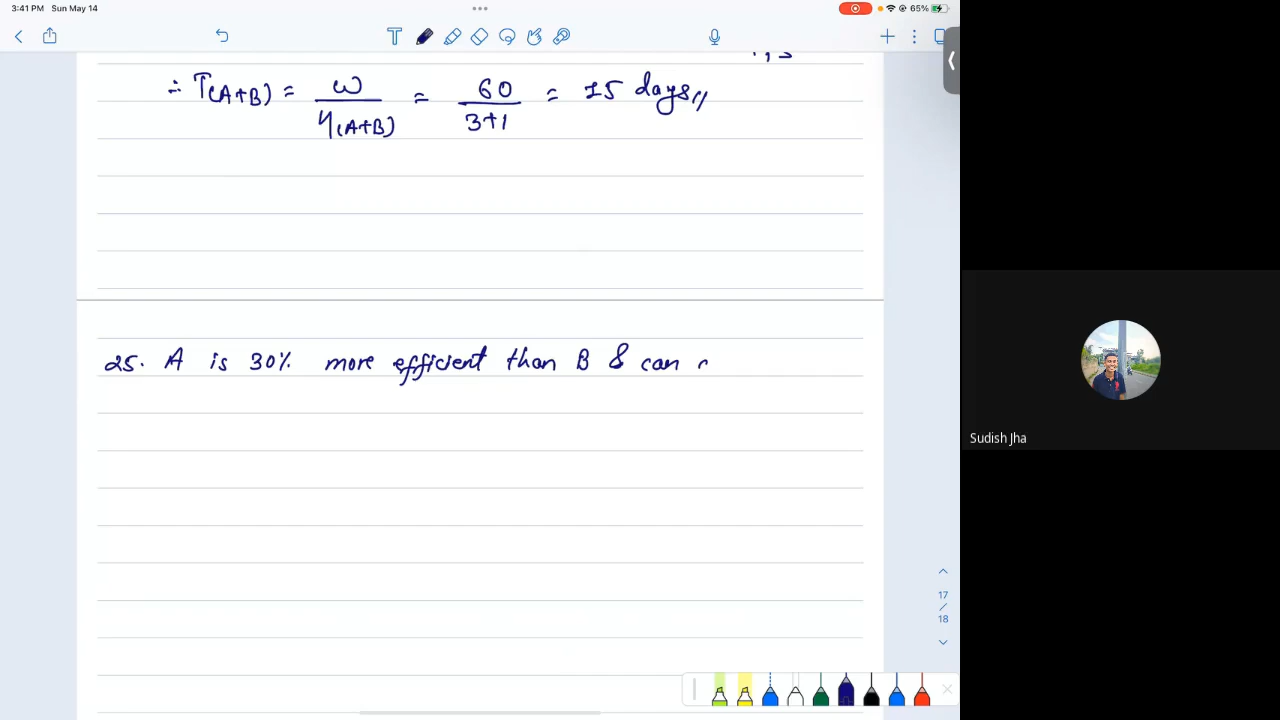 3:41 PM Sun May 14
65%
∴ T(A+B) = ω / η(A+B) = 60 / 3+1 = 15 days,,
25. A is 30% more efficient than B & can
17
/
18
Sudish Jha